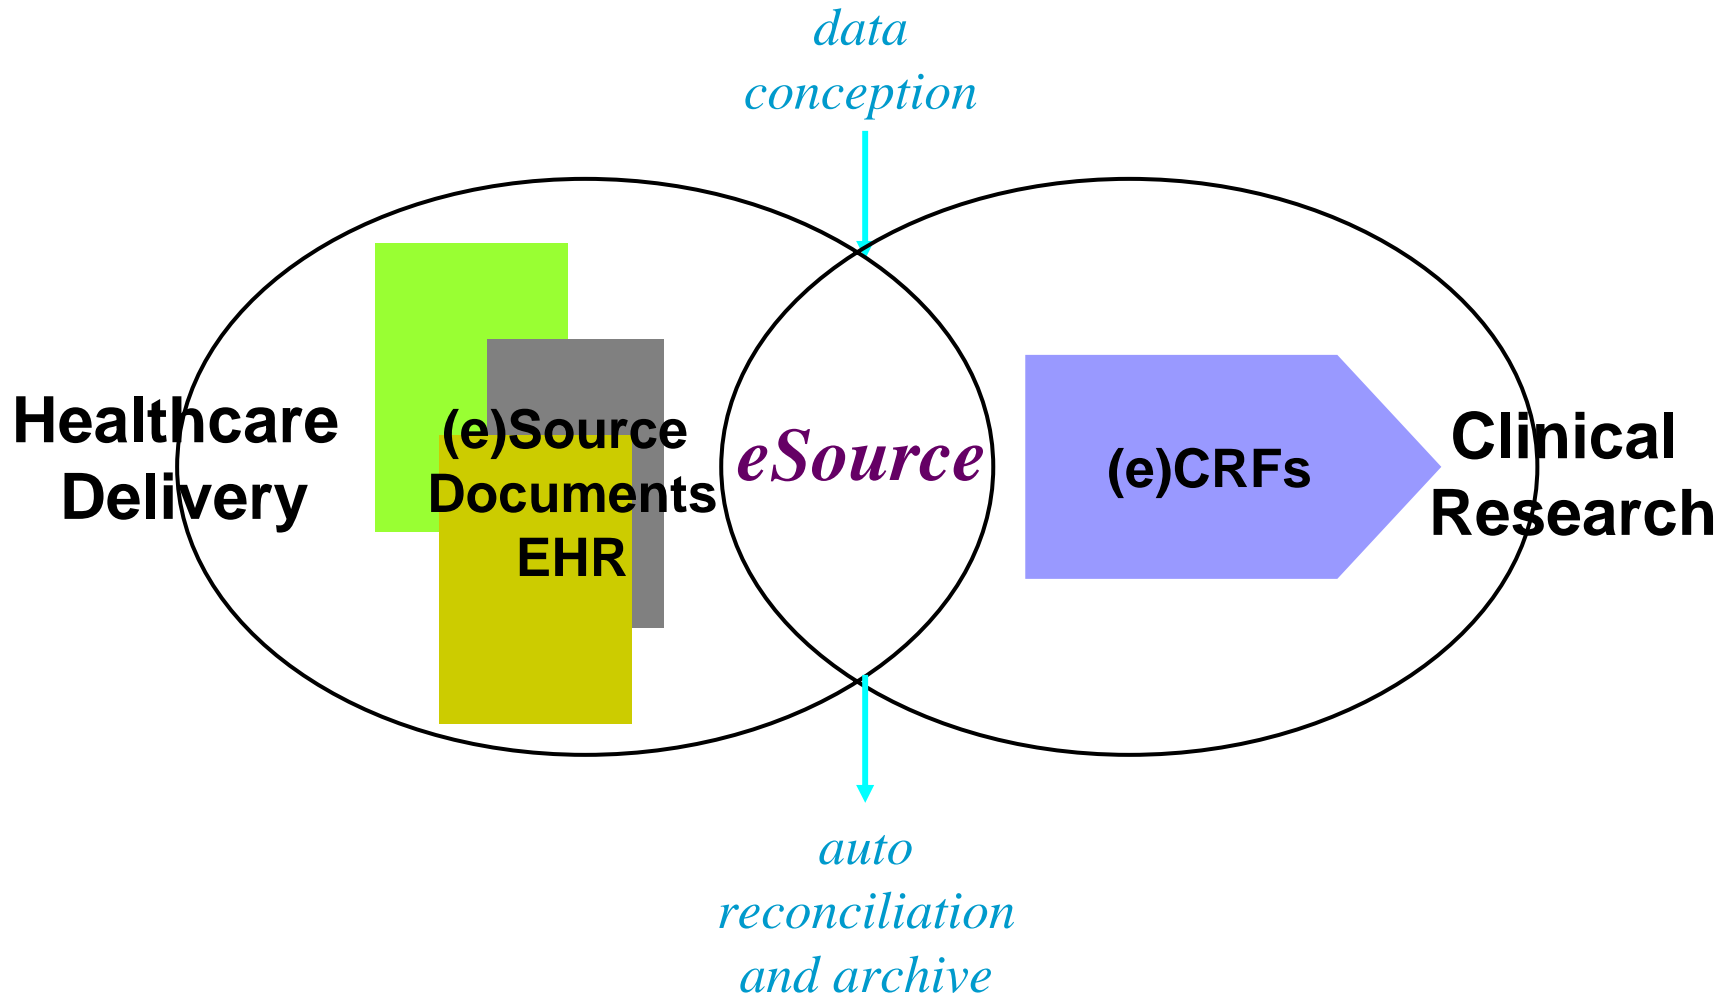 data
conception
Healthcare
Delivery
(e)Source
Documents
EHR
eSource
(e)CRFs
Clinical
Research
auto
reconciliation
and archive